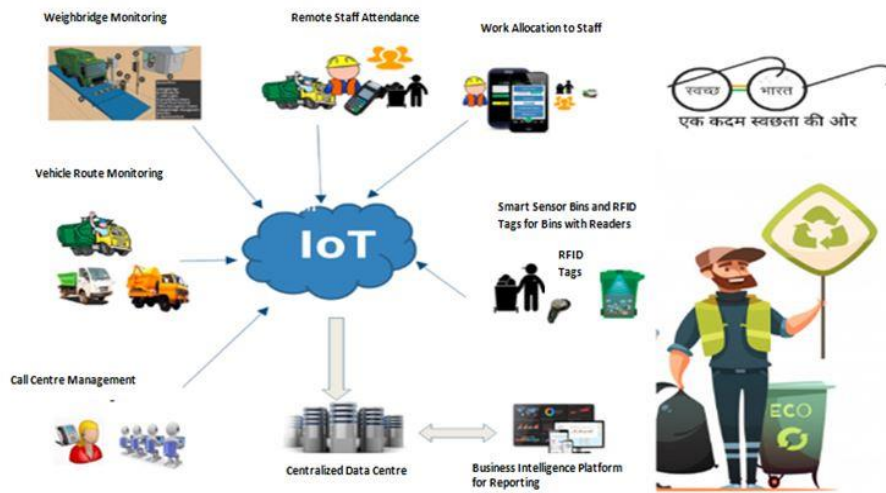 Weighbridge Monitoring
Remote Staff Attendance
Work Allocation to Staff
स्वच्छ भारत
एक कदम स्वछता की ओर
Vehicle Route Monitoring
IoT
Smart Sensor Bins and RFID
Tags for Bins with Readers
RFID
Tags
Call Centre Management
Centralized Data Centre
Business Intelligence Platform
for Reporting
ECO